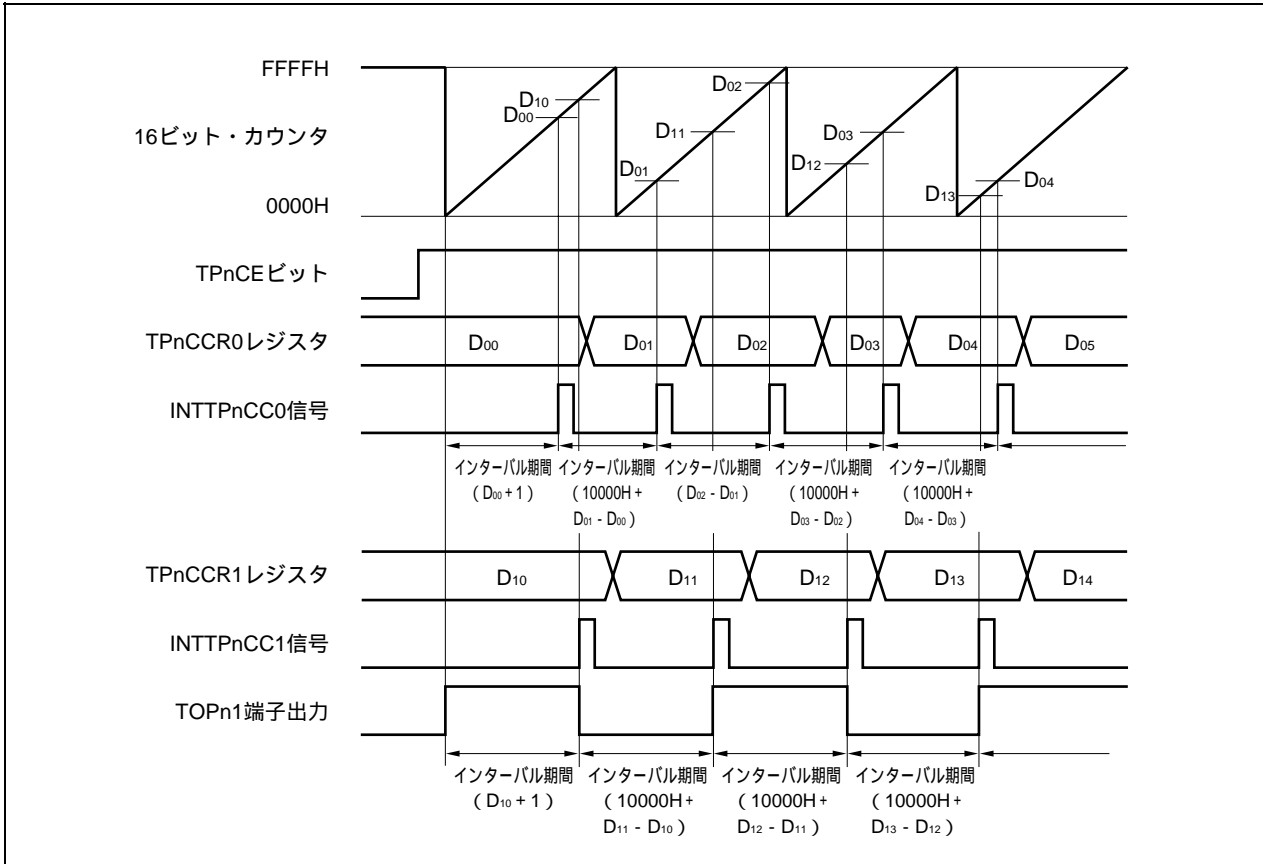 FFFFH
D10
D00
D02
16ビット・カウンタ
D11
D03
D12
D01
D13
D04
0000H
TPnCEビット
TPnCCR0レジスタ
D00
D01
D02
D03
D04
D05
INTTPnCC0信号
インターバル期間
(D00 + 1)
インターバル期間
(10000H +
D01 - D00)
インターバル期間
(D02 - D01)
インターバル期間
(10000H +
D03 - D02)
インターバル期間
(10000H +
D04 - D03)
TPnCCR1レジスタ
D10
D11
D12
D13
D14
INTTPnCC1信号
TOPn1端子出力
インターバル期間
(D10 + 1)
インターバル期間
(10000H +
D11 - D10)
インターバル期間
(10000H +
D12 - D11)
インターバル期間
(10000H +
D13 - D12)